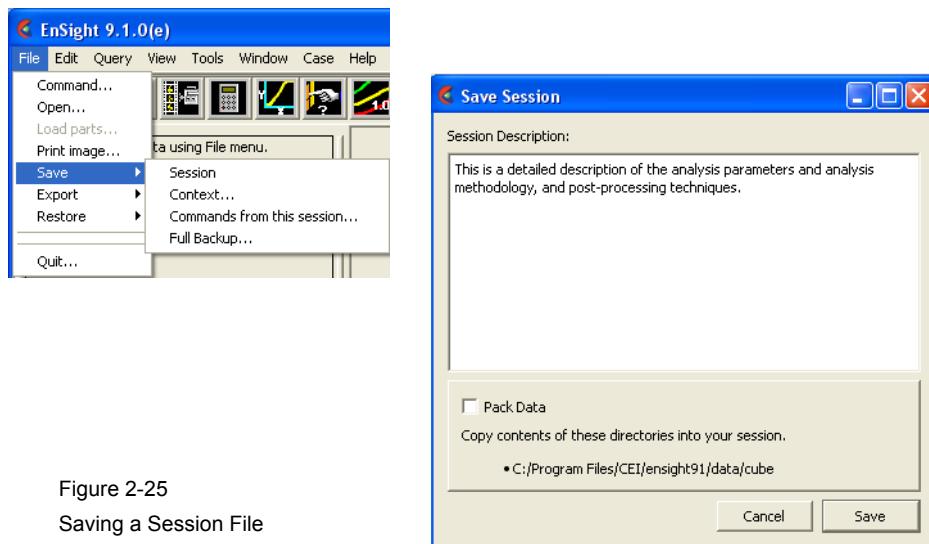 EnSight 9.1.0(e)
File Edit Query View Tools Window Case Help
Command...
Open...
Load parts...
Print image...
Save
Export
Restore
Quit...
ta using File menu.
Session
Context...
Commands from this session...
Full Backup...
1.0
Save Session
Session Description:
This is a detailed description of the analysis parameters and analysis
methodology, and post-processing techniques.
Pack Data
Copy contents of these directories into your session.
• C:/Program Files/CEI/ensight91/data/cube
Cancel Save
Figure 2-25
Saving a Session File